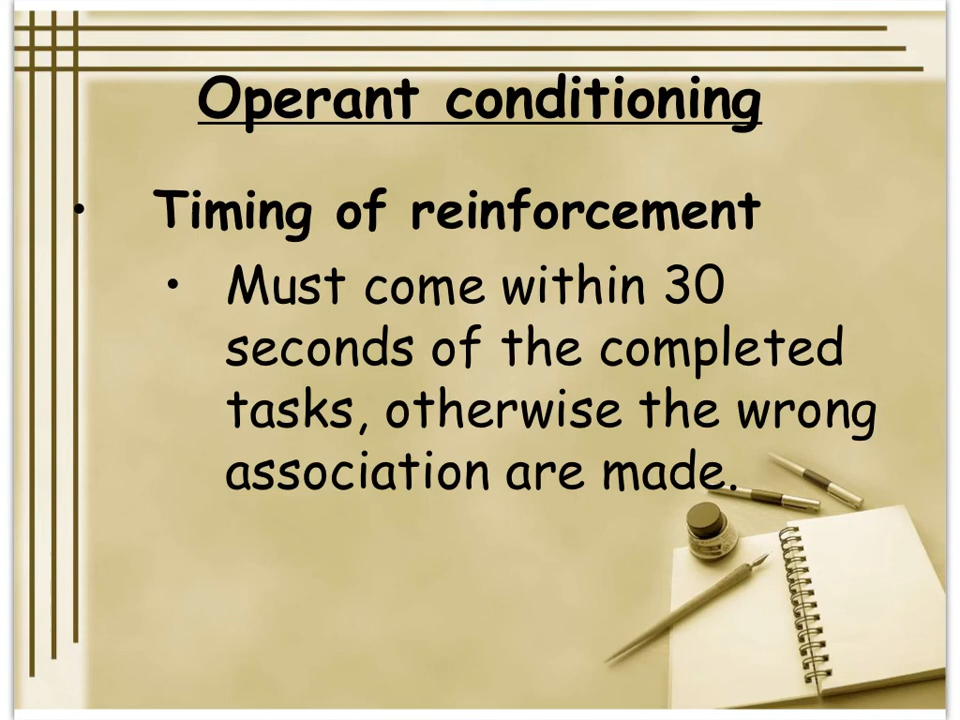 Operant conditioning
• Timing of reinforcement
• Must come within 30
seconds of the completed
tasks, otherwise the wrong
association are made.